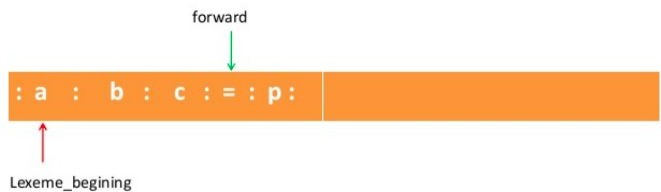 forward
: a : b : c : = : p :
Lexeme_begining